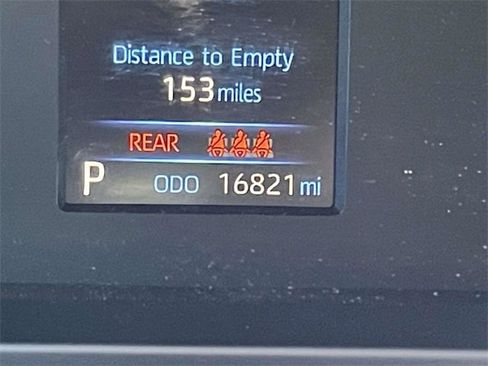 Distance to Empty
153 miles
REAR
P ODO 16821 mi